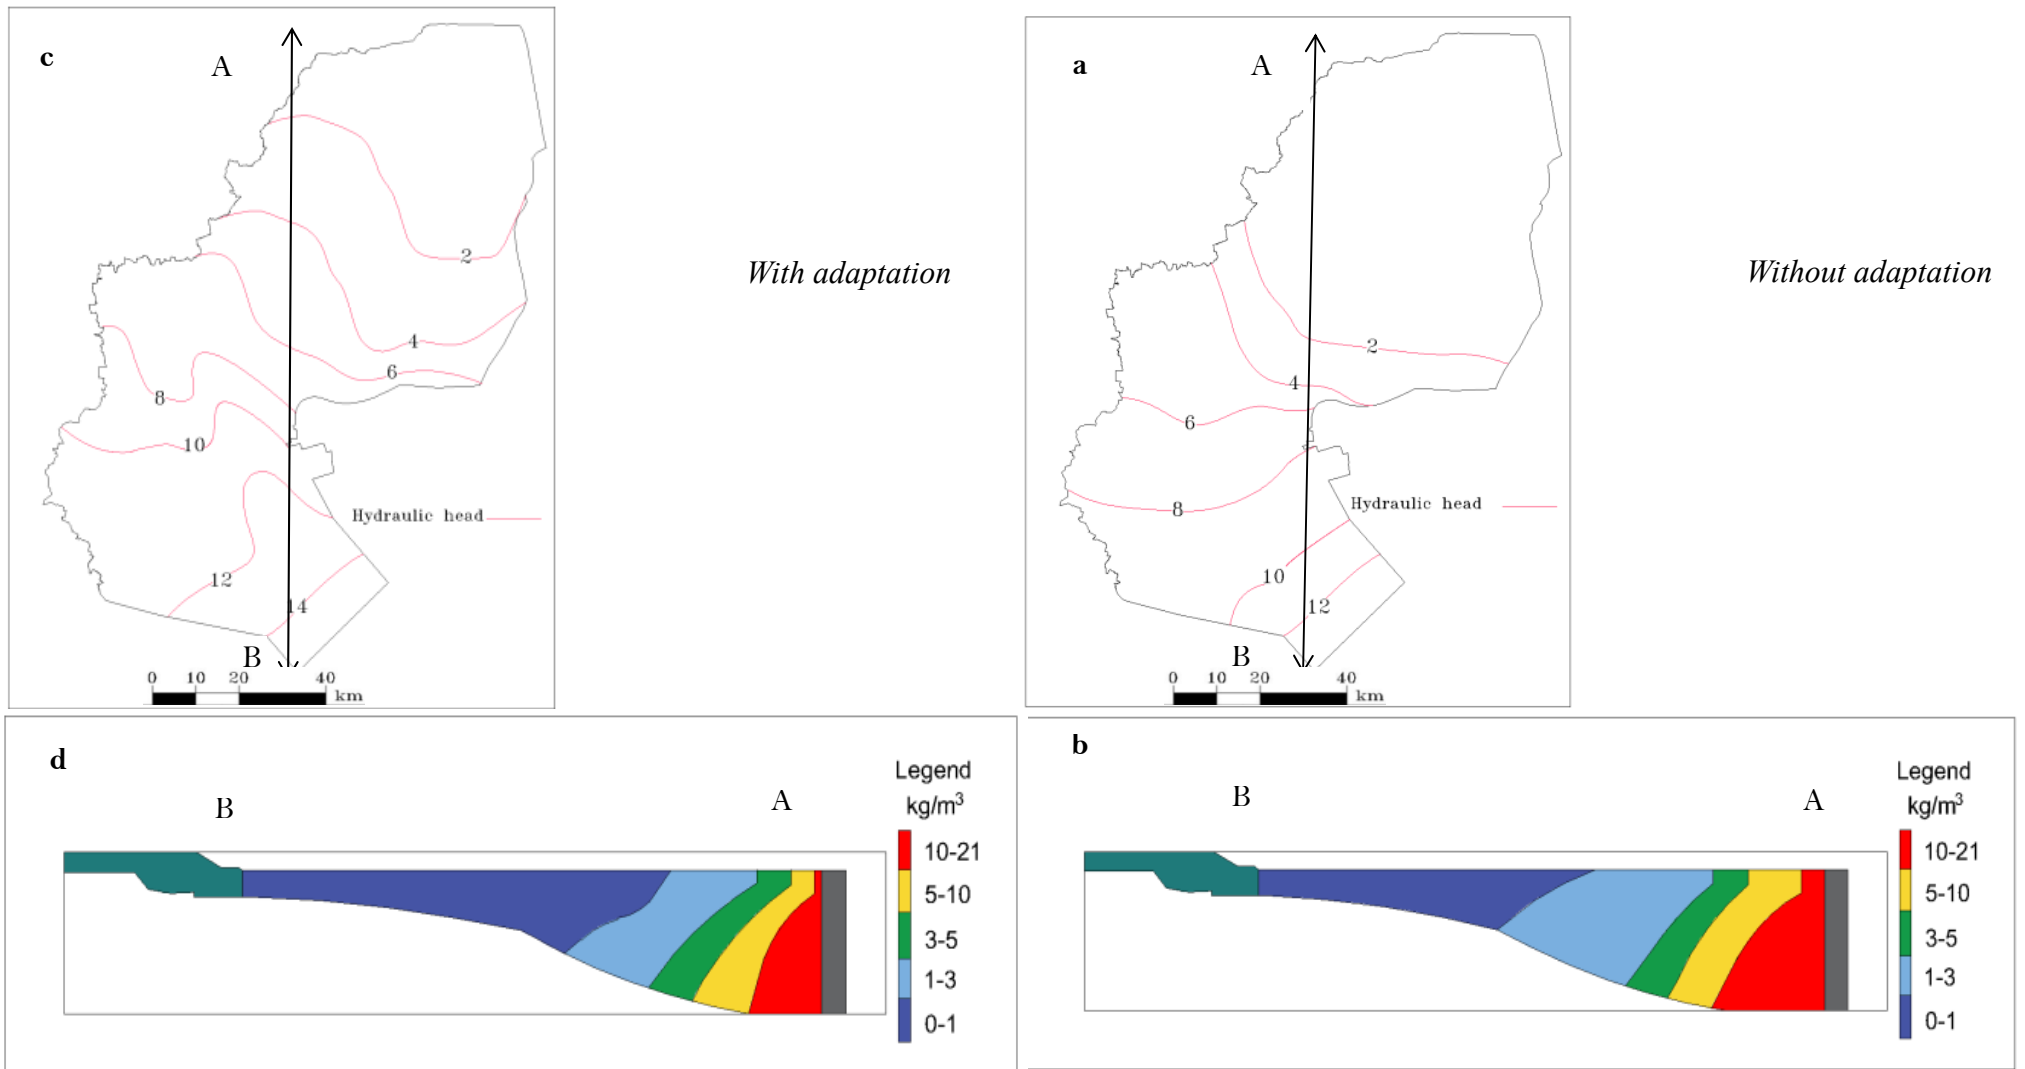 c
A
2
4
6
8
10
12
14
Hydraulic head
B
0 10 20 40
km
With adaptation
a
A
2
4
6
8
10
12
Hydraulic head
B
0 10 20 40
km
Without adaptation
d
B
A
Legend
kg/m³
10-21
5-10
3-5
1-3
0-1
b
B
A
Legend
kg/m³
10-21
5-10
3-5
1-3
0-1